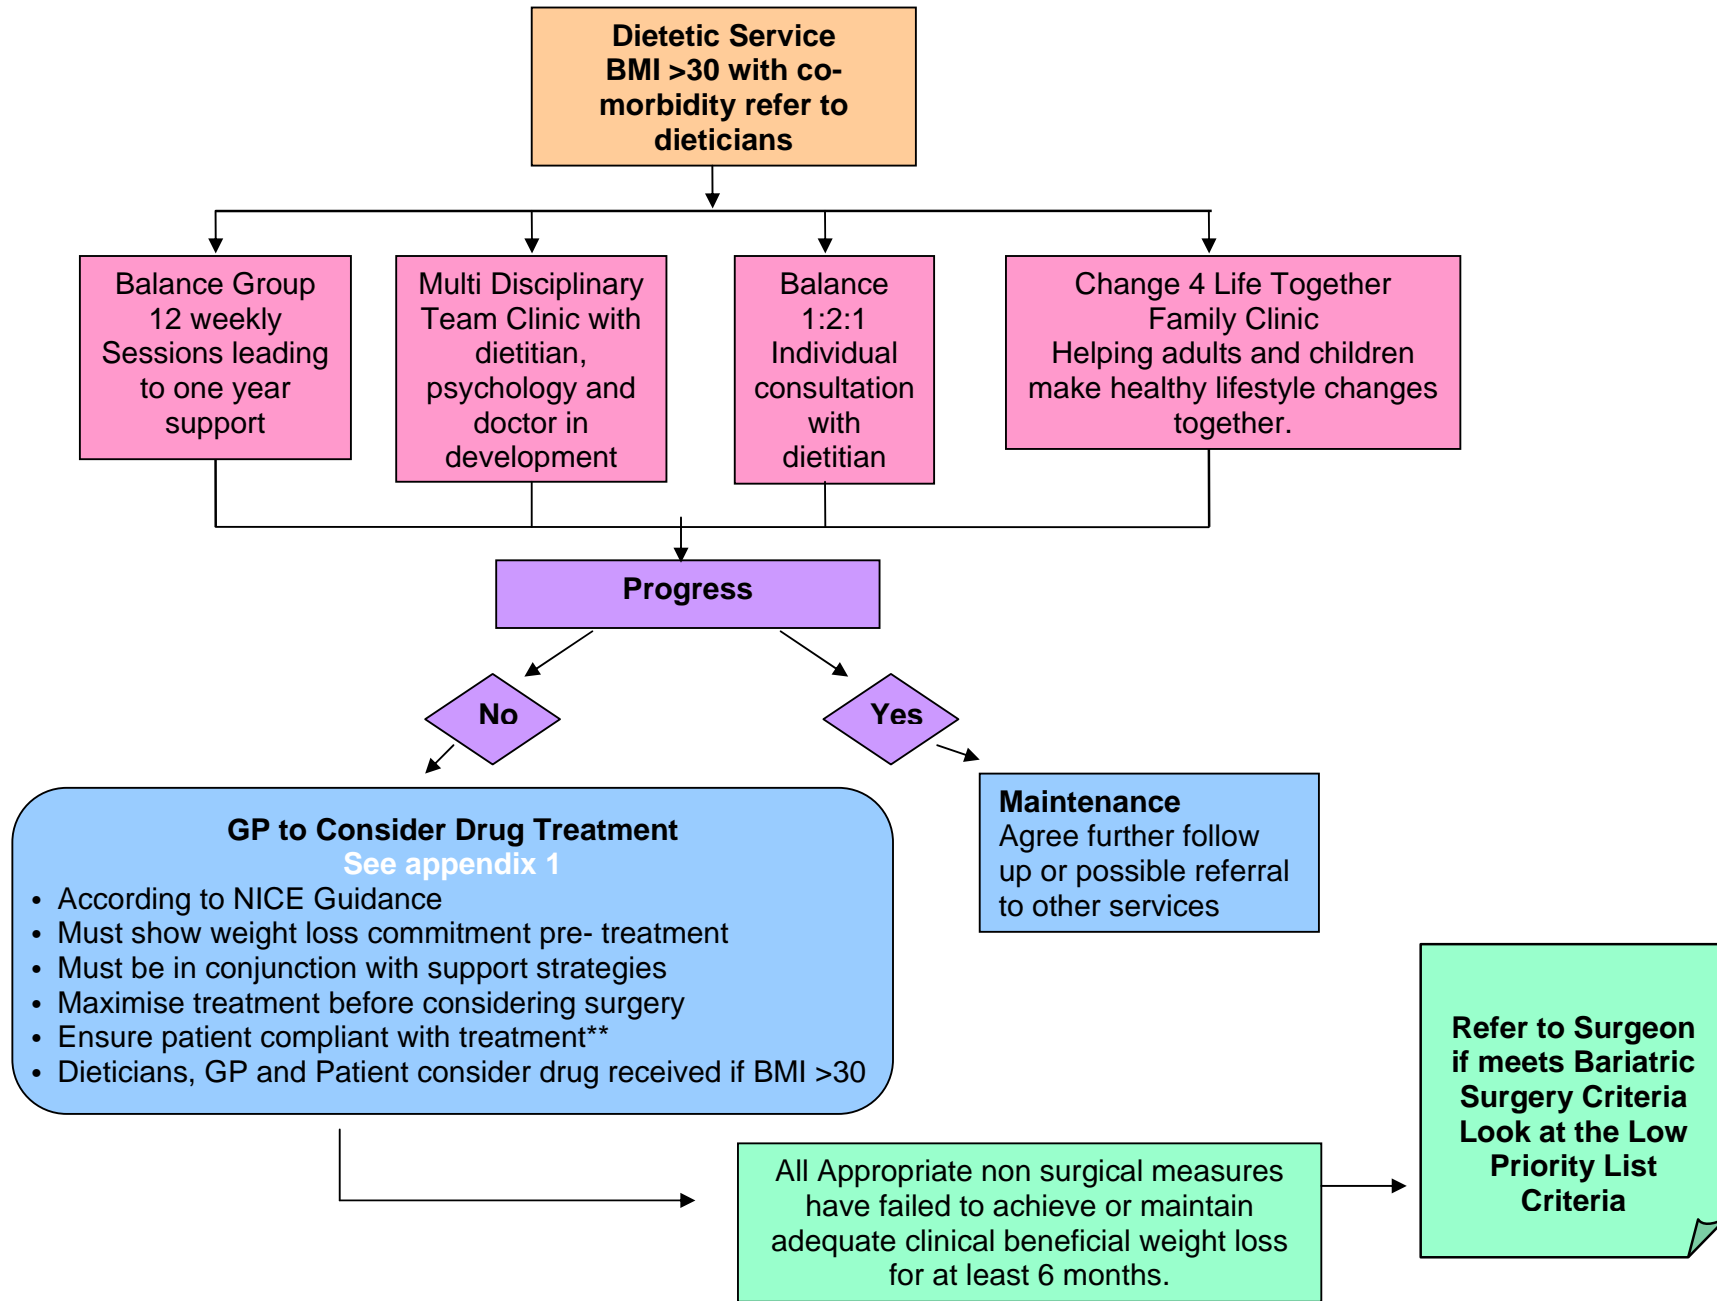 Dietetic Service
BMI >30 with co-
morbidity refer to
dieticians
Balance Group
12 weekly
Sessions leading
to one year
support
Multi Disciplinary
Team Clinic with
dietitian,
psychology and
doctor in
development
Balance
1:2:1
Individual
consultation
with
dietitian
Change 4 Life Together
Family Clinic
Helping adults and children
make healthy lifestyle changes
together.
Progress
No
Yes
GP to Consider Drug Treatment
See appendix 1
• According to NICE Guidance
• Must show weight loss commitment pre- treatment
• Must be in conjunction with support strategies
• Maximise treatment before considering surgery
• Ensure patient compliant with treatment**
• Dieticians, GP and Patient consider drug received if BMI >30
Maintenance
Agree further follow
up or possible referral
to other services
All Appropriate non surgical measures
have failed to achieve or maintain
adequate clinical beneficial weight loss
for at least 6 months.
Refer to Surgeon
if meets Bariatric
Surgery Criteria
Look at the Low
Priority List
Criteria